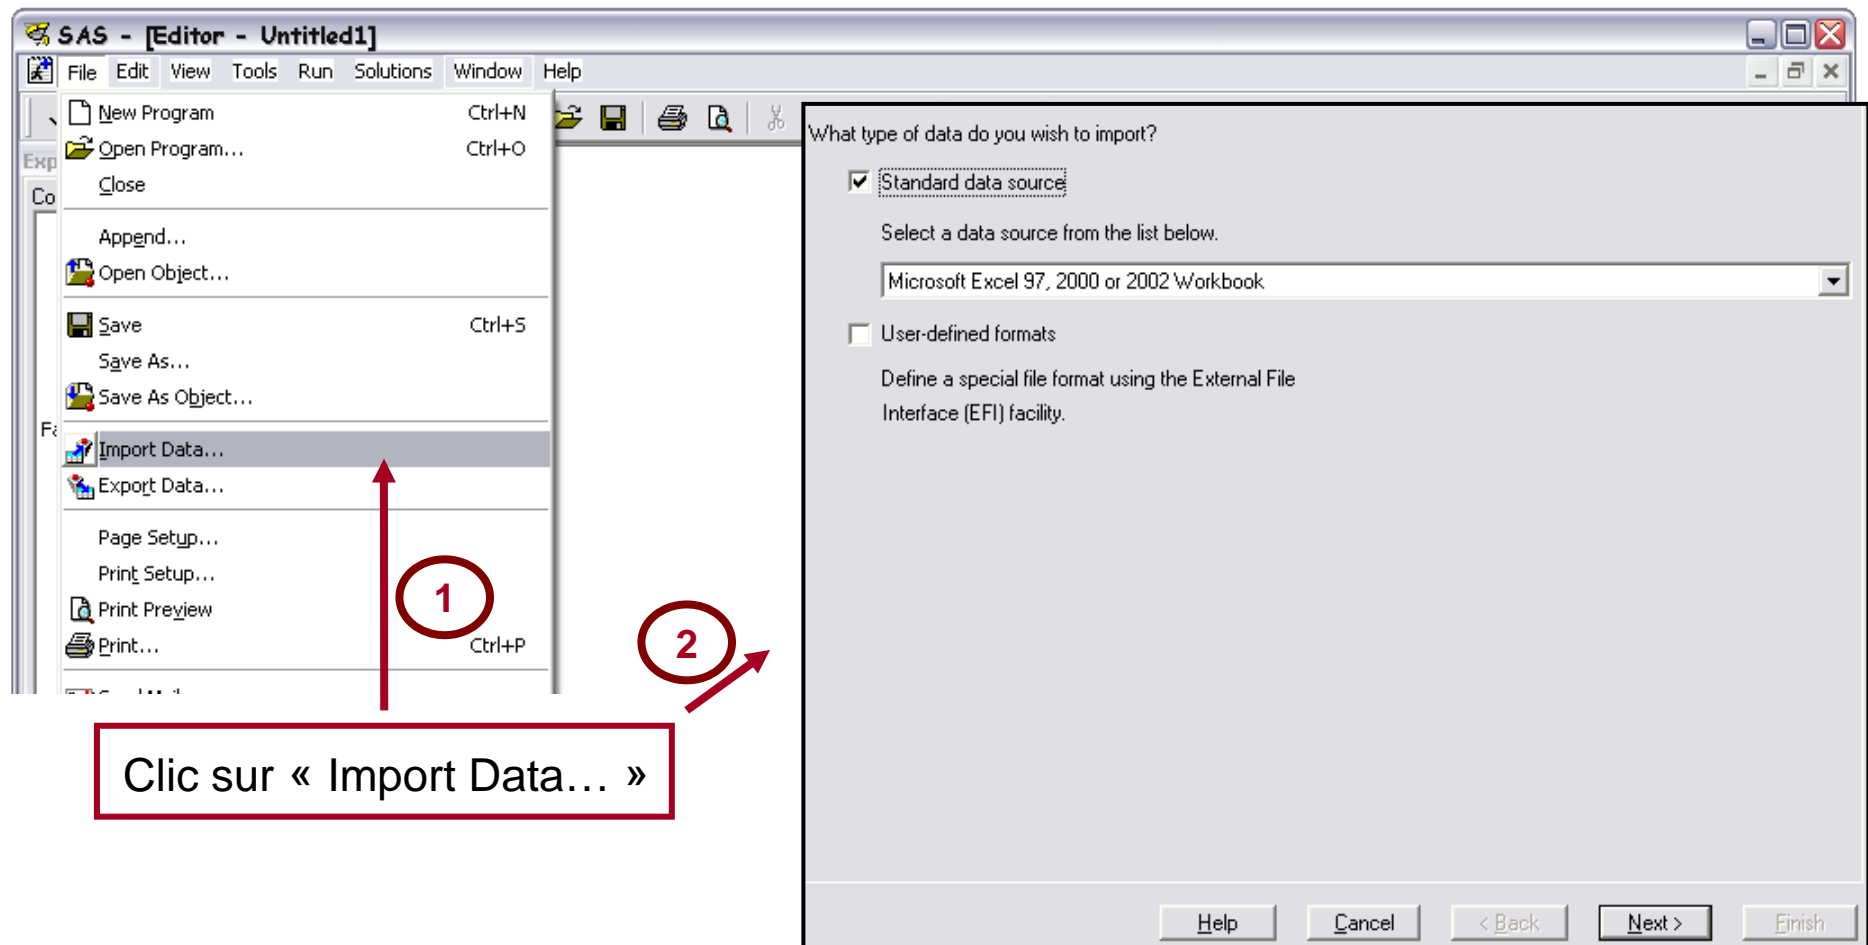 SAS - [Editor - Untitled1]
File Edit View Tools Run Solutions Window Help
New Program Ctrl+N
Open Program... Ctrl+O
Close
Append...
Open Object...
Save Ctrl+S
Save As...
Save As Object...
Import Data...
Export Data...
Page Setup...
Print Setup...
Print Preview
Print... Ctrl+P
1
2
Clic sur « Import Data… »
What type of data do you wish to import?
Standard data source
Select a data source from the list below.
Microsoft Excel 97, 2000 or 2002 Workbook
User-defined formats
Define a special file format using the External File
Interface (EFI) facility.
Help Cancel < Back Next > Finish